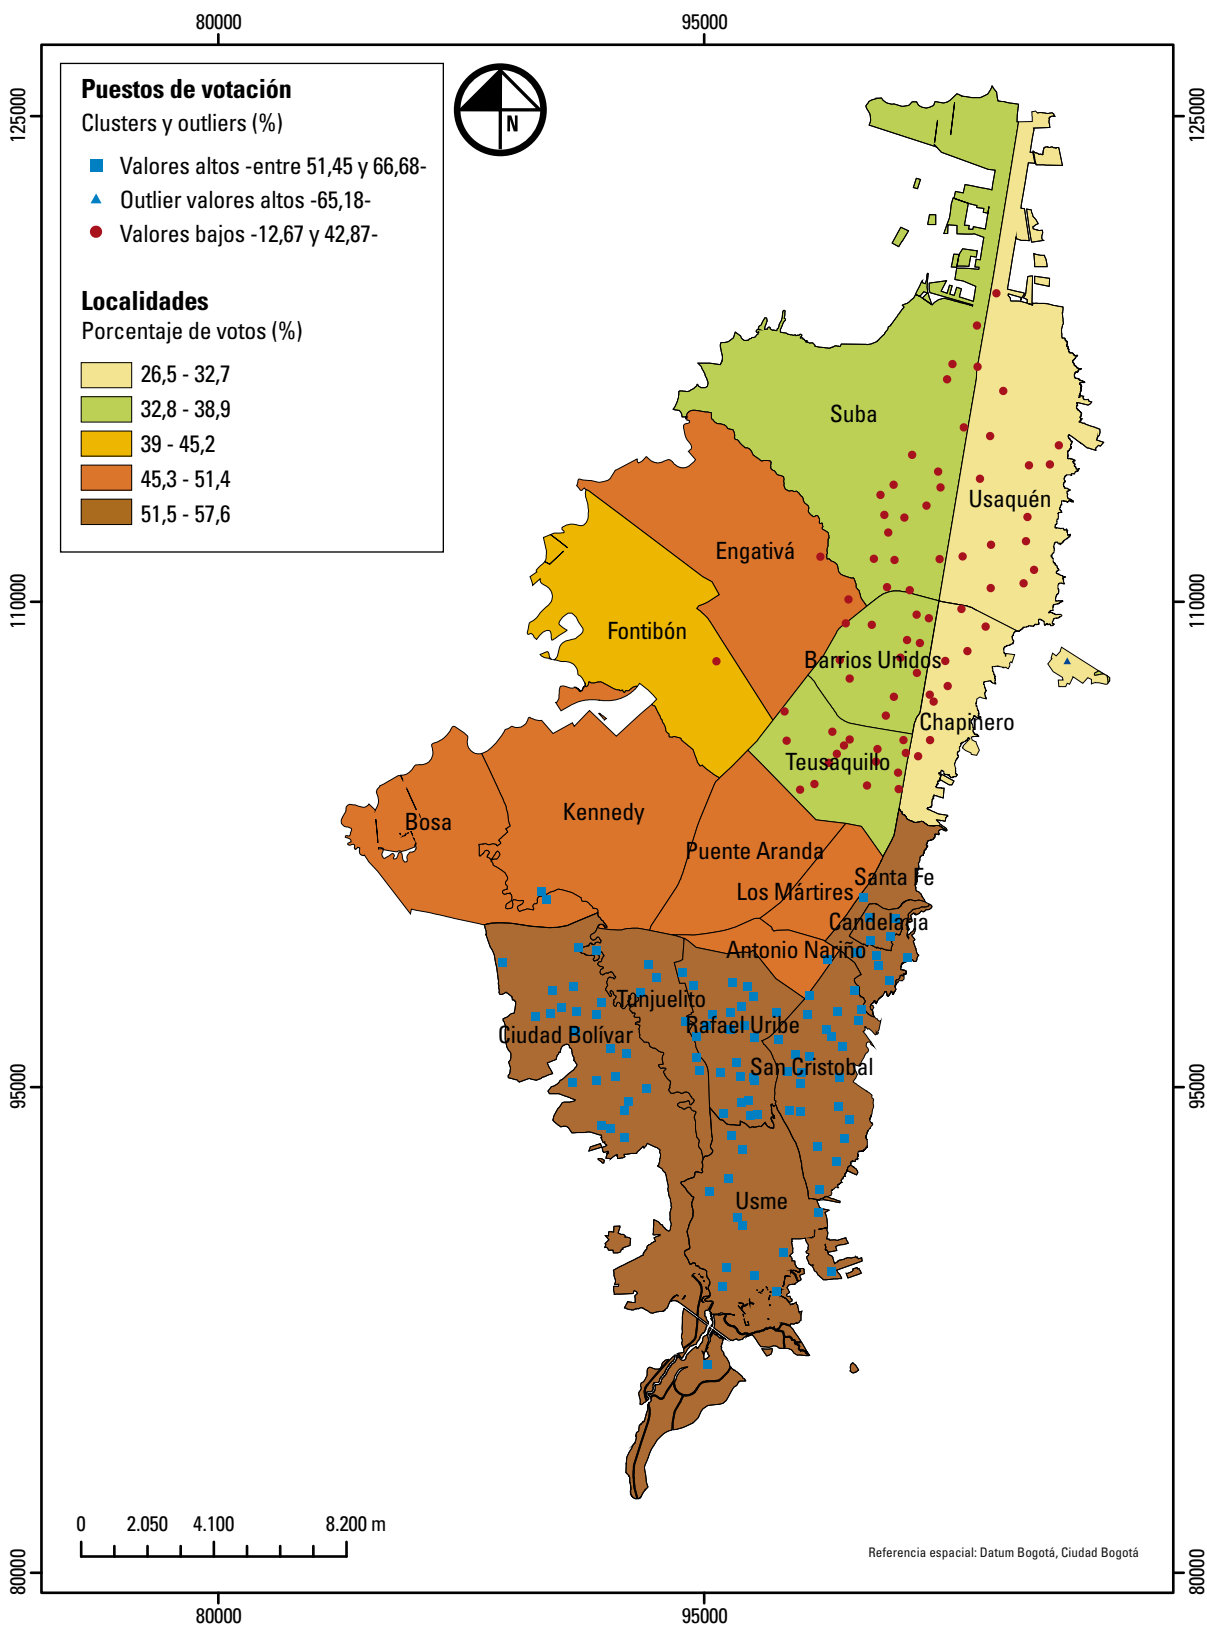 80000
95000
125000
110000
95000
80000
Puestos de votación
Clusters y outliers (%)
Valores altos -entre 51,45 y 66,68-
Outlier valores altos -65,18-
Valores bajos -12,67 y 42,87-
Localidades
Porcentaje de votos (%)
26,5 - 32,7
32,8 - 38,9
39 - 45,2
45,3 - 51,4
51,5 - 57,6
N
Suba
Usaquén
Engativá
Fontibón
Barrios Unidos
Chapinero
Teusaquillo
Kennedy
Bosa
Puente Aranda
Santa Fe
Los Mártires
Candelaria
Antonio Nariño
Tunjuelito
Rafael Uribe
Ciudad Bolívar
San Cristobal
Usme
0 2.050 4.100 8.200 m
Referencia espacial: Datum Bogotá, Ciudad Bogotá
125000
110000
95000
80000
80000
95000